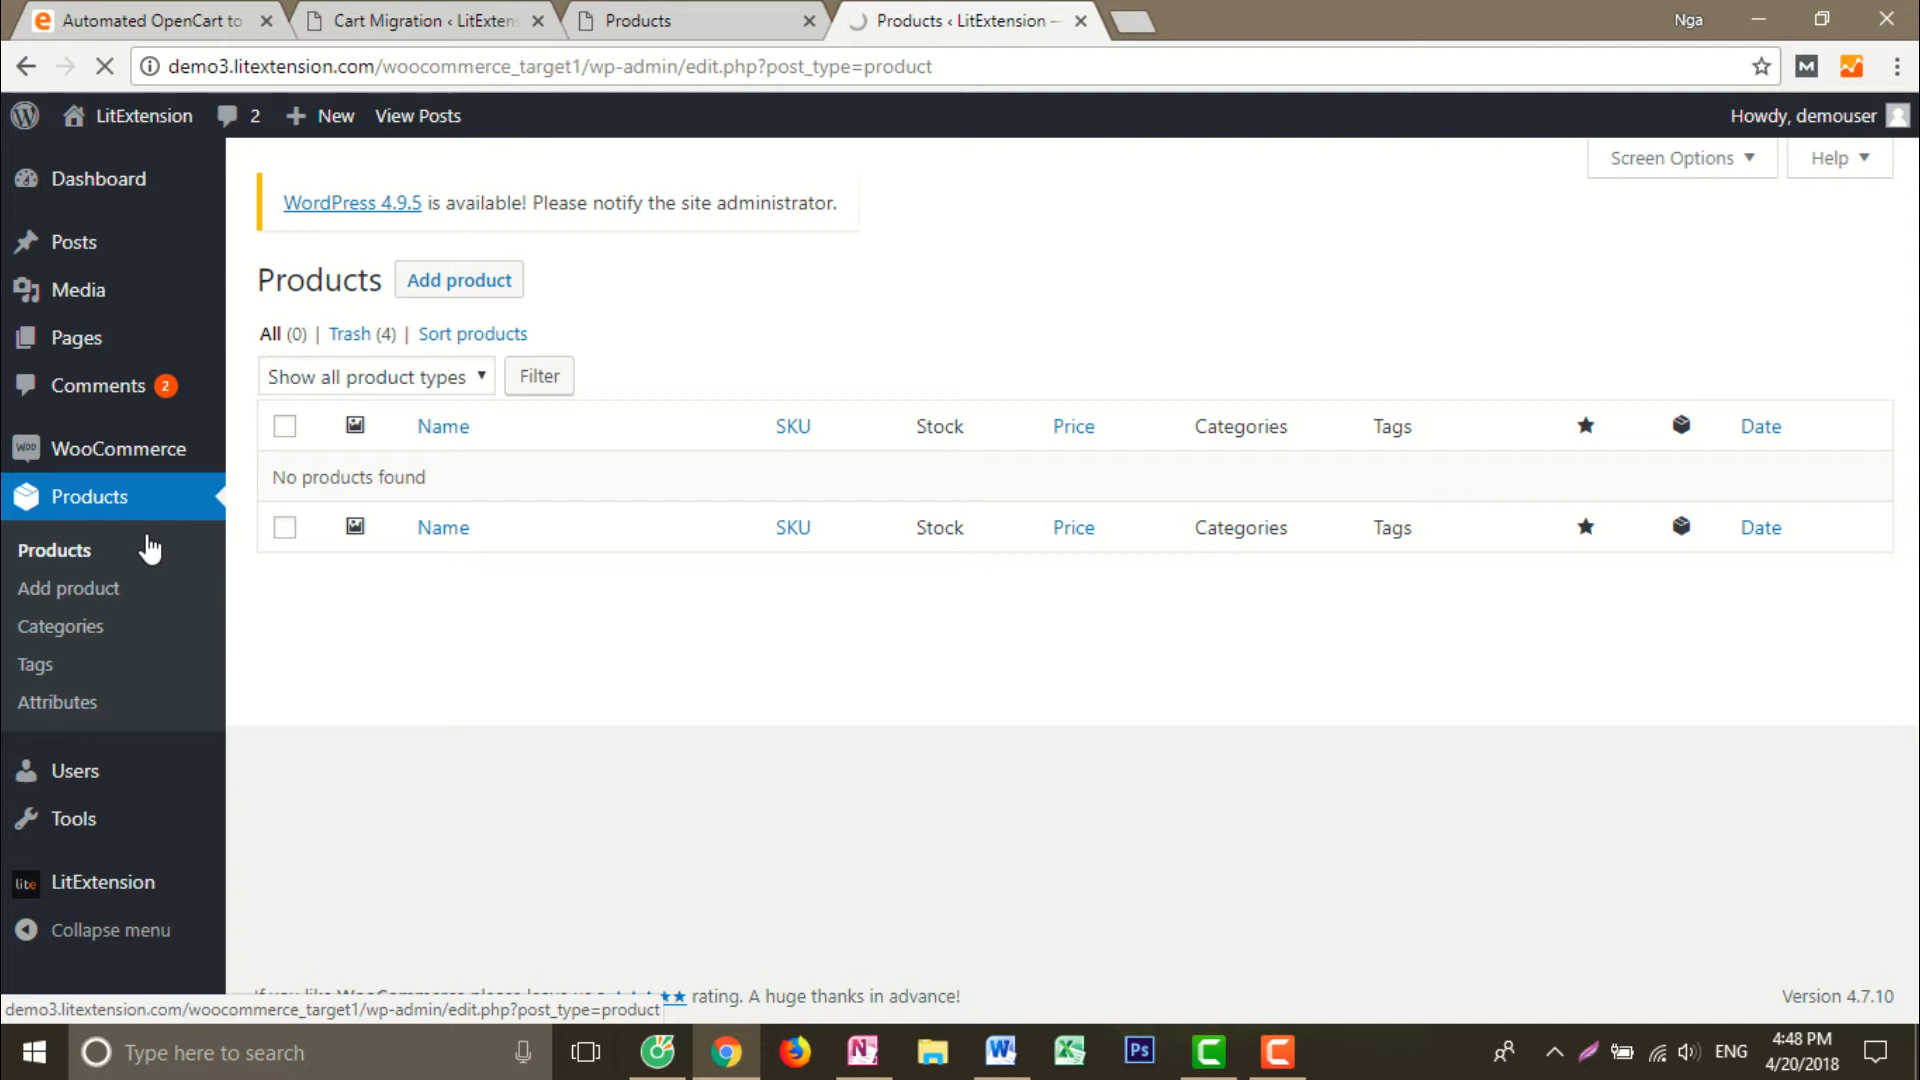 Automated OpenCart to
Cart Migration ‹ LitExtens
Products
Products ‹ LitExtension —
Nga
demo3.litextension.com/woocommerce_target1/wp-admin/edit.php?post_type=product
LitExtension
2
New
View Posts
Howdy, demouser
Dashboard
Posts
Media
Pages
Comments 2
WooCommerce
Products
Products
Add product
Categories
Tags
Attributes
Users
Tools
lite LitExtension
Collapse menu
Screen Options
Help
WordPress 4.9.5 is available! Please notify the site administrator.
Products Add product
All (0) | Trash (4) | Sort products
Show all product types Filter
Name SKU Stock Price Categories Tags Date
No products found
Name SKU Stock Price Categories Tags Date
rating. A huge thanks in advance!
Version 4.7.10
demo3.litextension.com/woocommerce_target1/wp-admin/edit.php?post_type=product
Type here to search
ENG
4:48 PM
4/20/2018